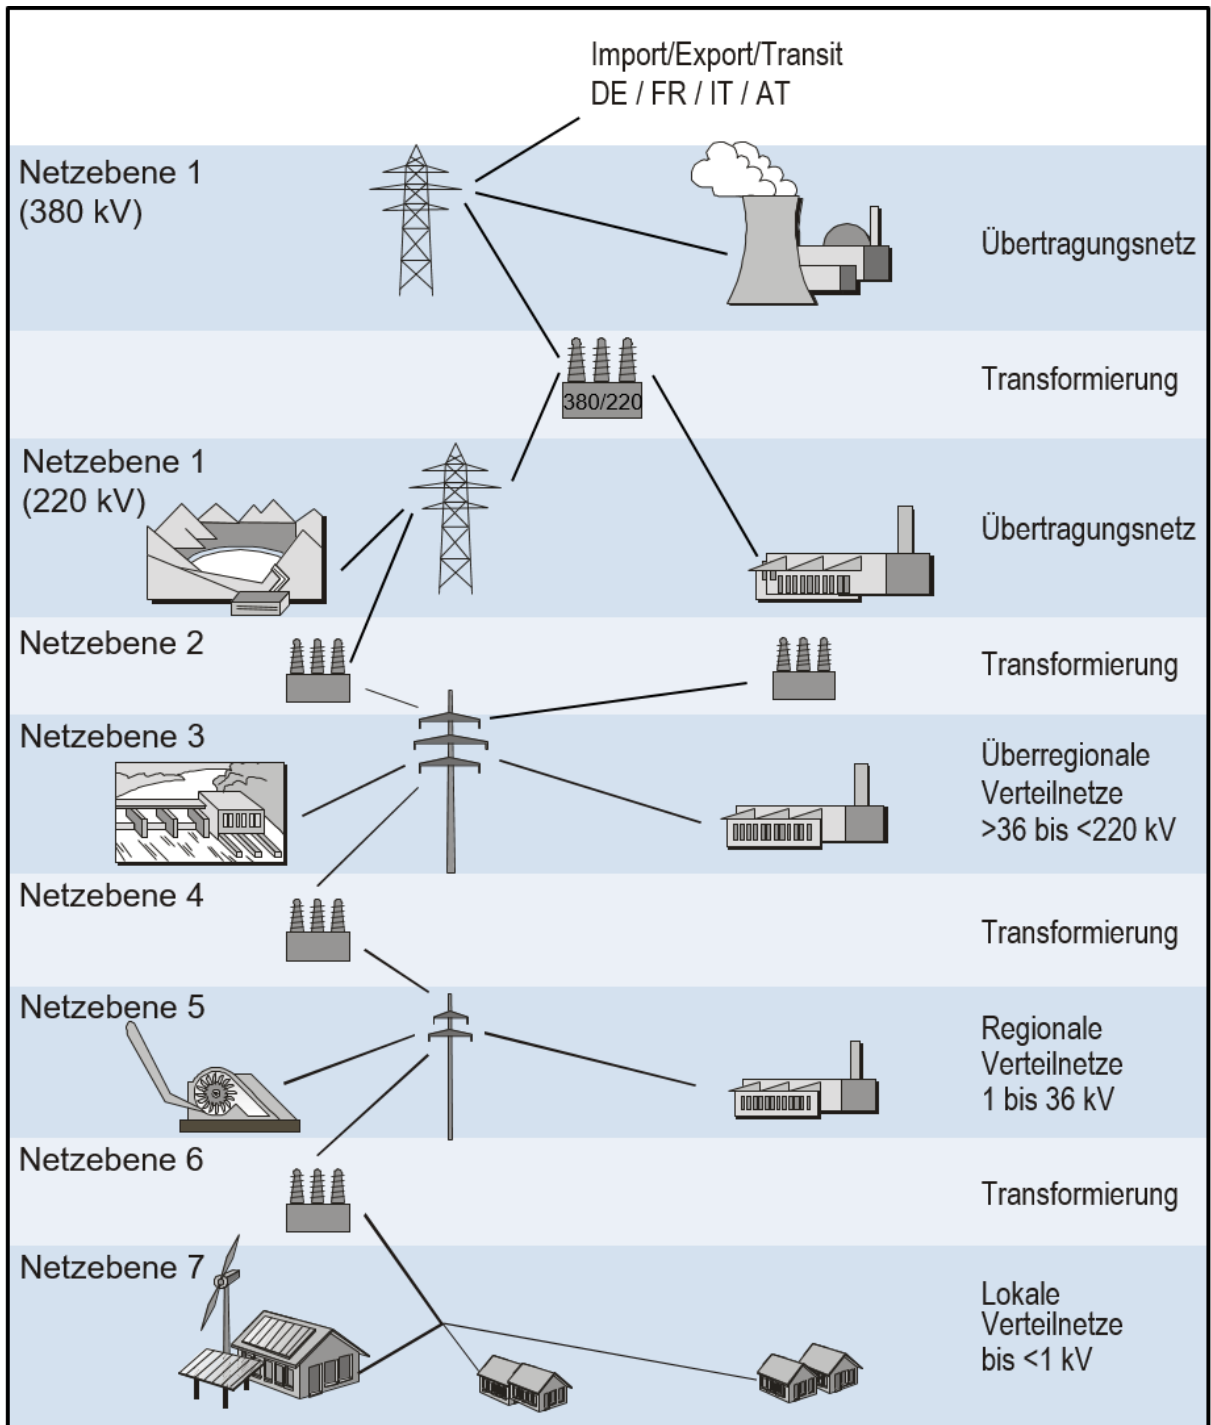 Import/Export/Transit
DE / FR / IT / AT
Netzebene 1
(380 kV)
Übertragungsnetz
Transformierung
380/220
Netzebene 1
(220 kV)
Übertragungsnetz
Netzebene 2
Transformierung
Netzebene 3
Überregionale
Verteilnetze
>36 bis <220 kV
Netzebene 4
Transformierung
Netzebene 5
Regionale
Verteilnetze
1 bis 36 kV
Netzebene 6
Transformierung
Netzebene 7
Lokale
Verteilnetze
bis <1 kV